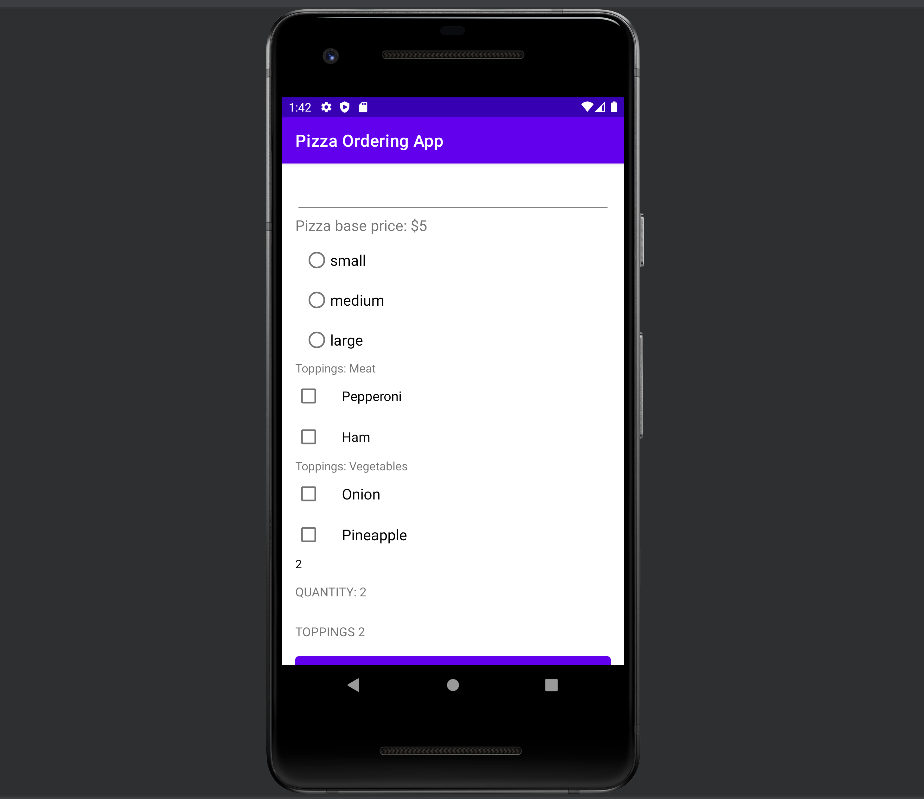 1:42
Pizza Ordering App
Pizza base price: $5
small
medium
large
Toppings: Meat
Pepperoni
Ham
Toppings: Vegetables
Onion
Pineapple
2
QUANTITY: 2
TOPPINGS 2